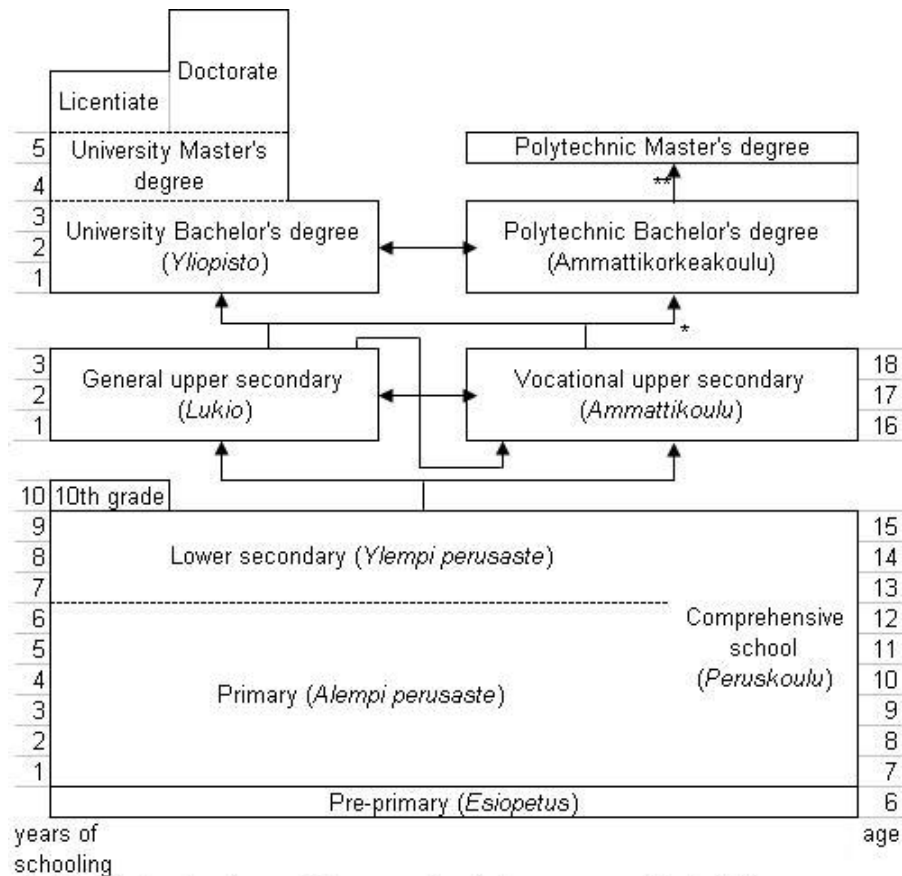 Doctorate
Licentiate
5
University Master's
degree
4
Polytechnic Master's degree
**
3
2
1
University Bachelor's degree
(Yliopisto)
Polytechnic Bachelor's degree
(Ammattikorkeakoulu)
*
3
2
1
General upper secondary
(Lukio)
Vocational upper secondary
(Ammattikoulu)
18
17
16
10 10th grade
9
8
7
6
5
4
3
2
1
Lower secondary (Ylempi perusaste)
Primary (Alempi perusaste)
Comprehensive
school
(Peruskoulu)
15
14
13
12
11
10
9
8
7
Pre-primary (Esiopetus)
6
years of
schooling
age